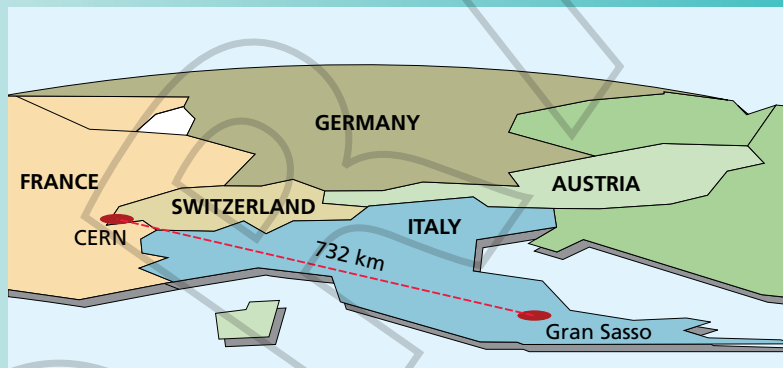 GERMANY
FRANCE
AUSTRIA
SWITZERLAND
ITALY
CERN
732 km
Gran Sasso